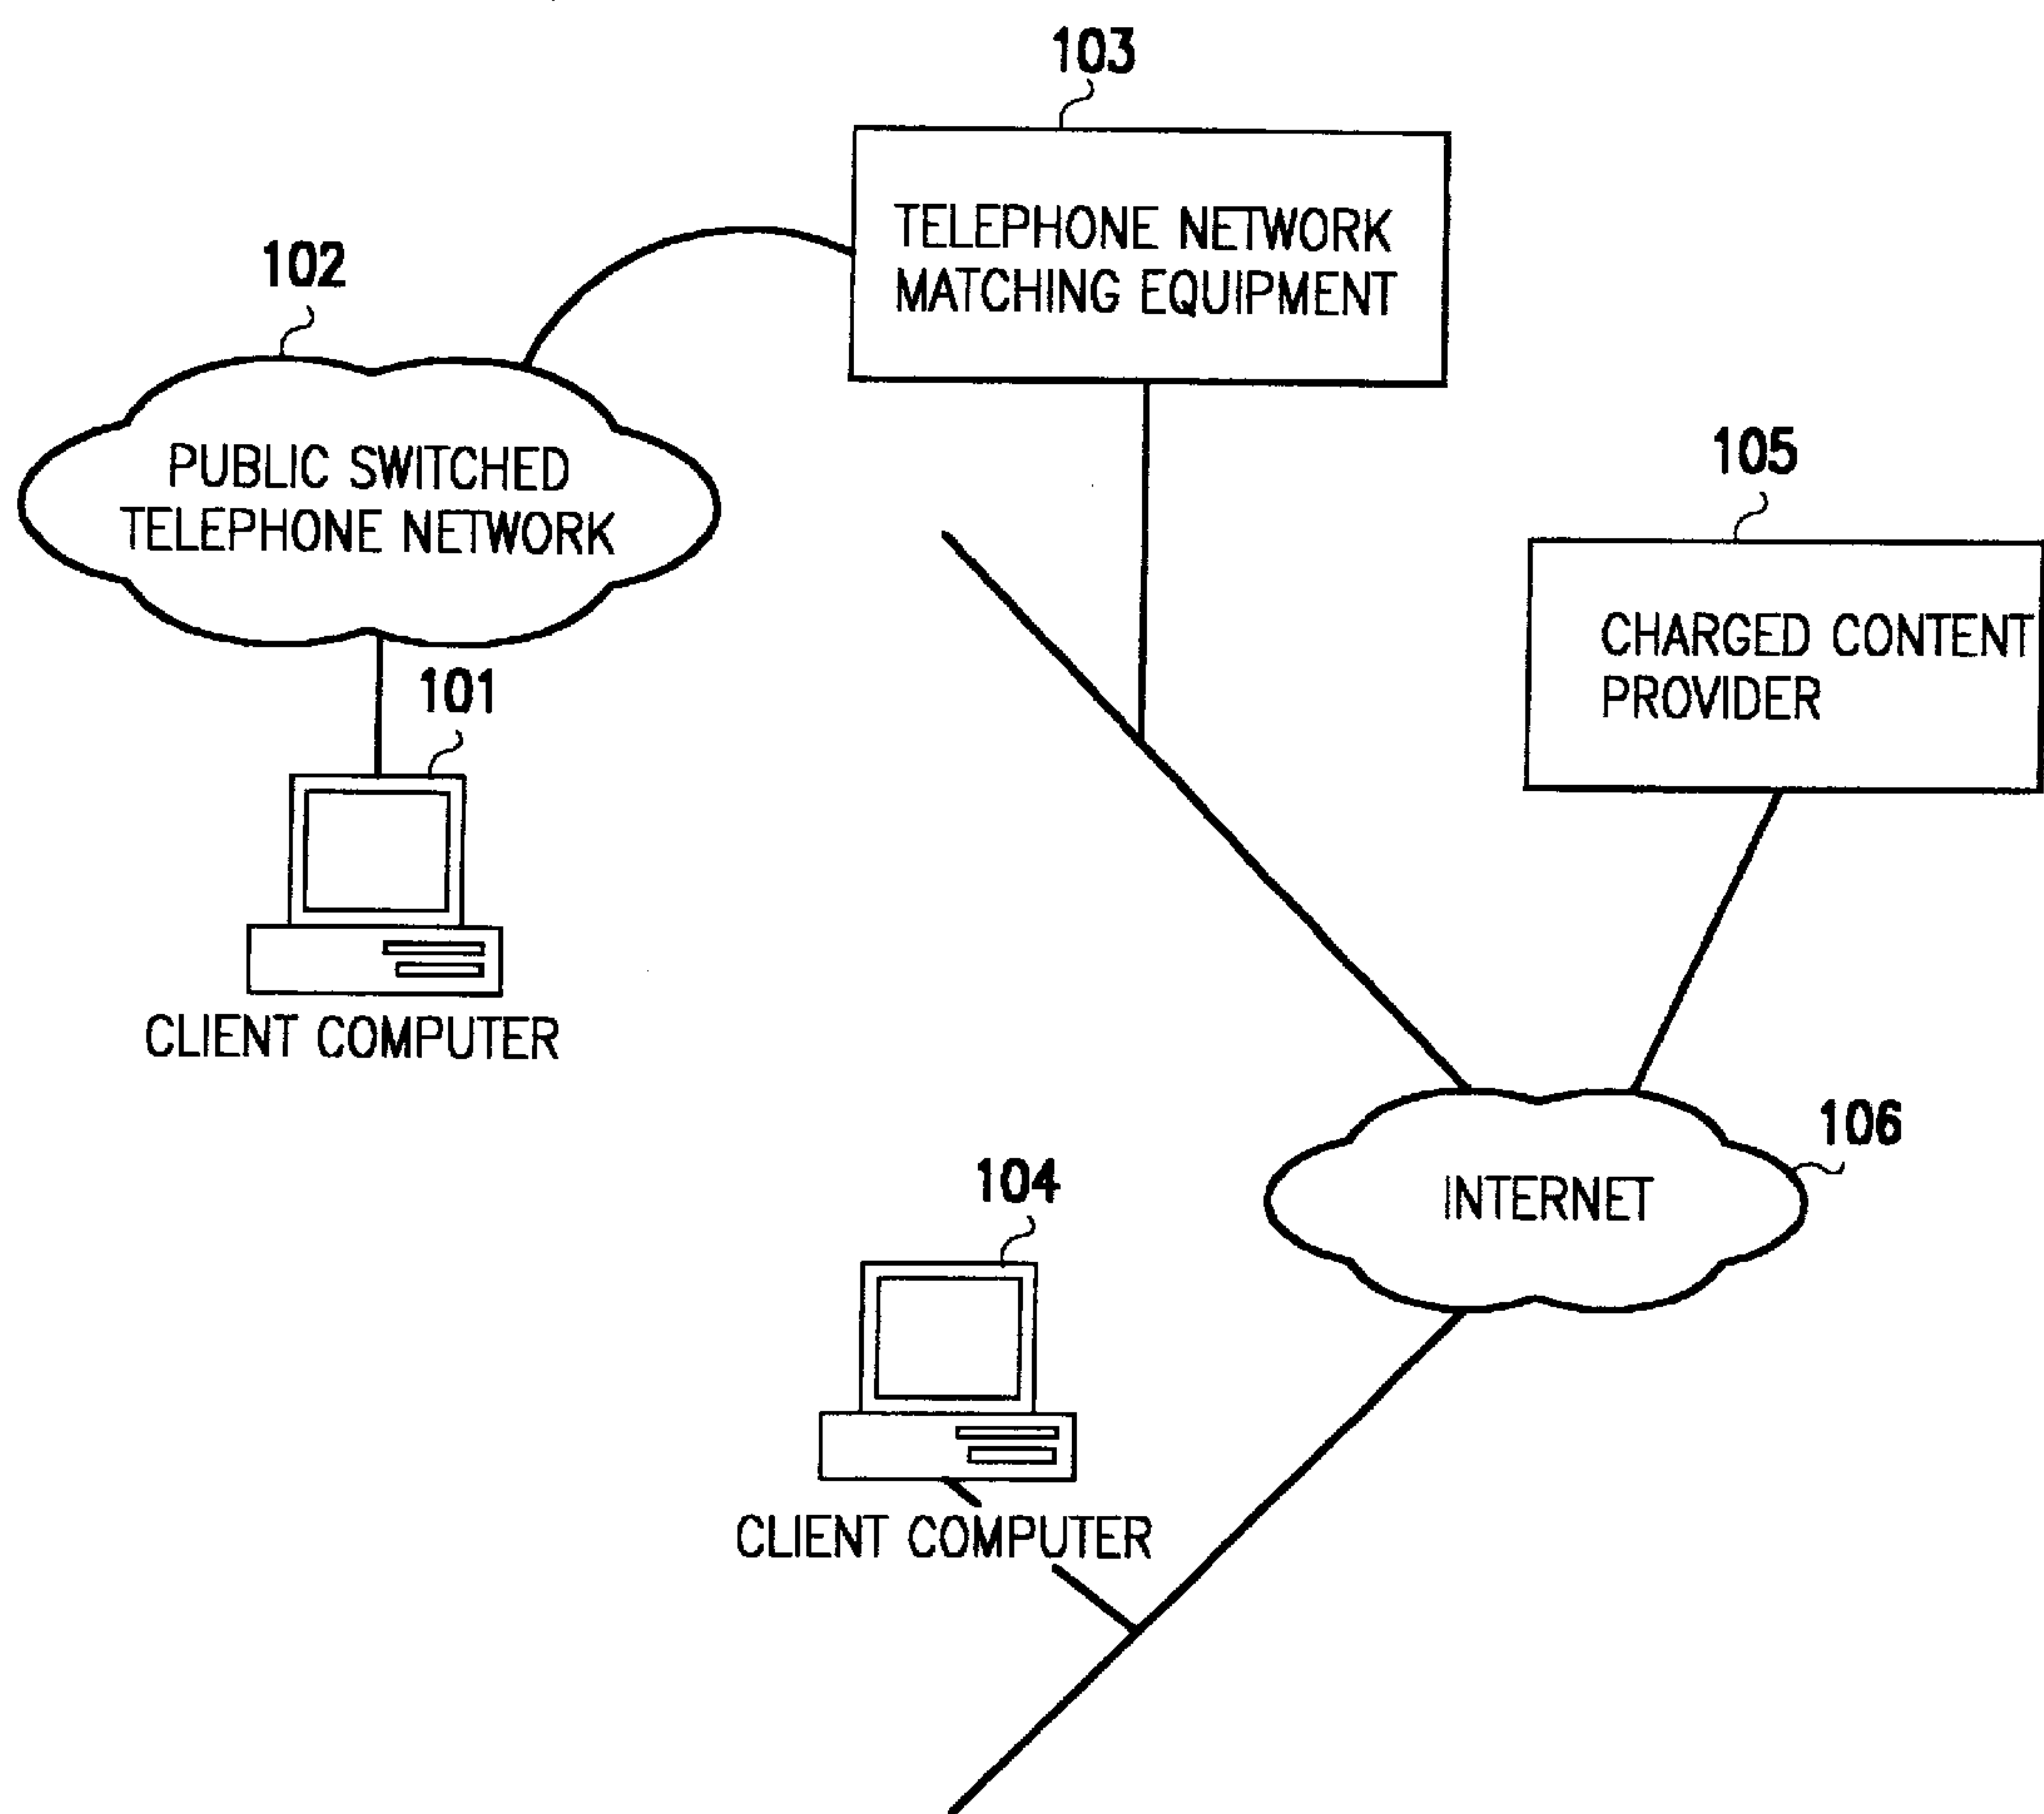 103
TELEPHONE NETWORK
MATCHING EQUIPMENT
102
PUBLIC SWITCHED
TELEPHONE NETWORK
105
CHARGED CONTENT
PROVIDER
101
CLIENT COMPUTER
106
INTERNET
104
CLIENT COMPUTER